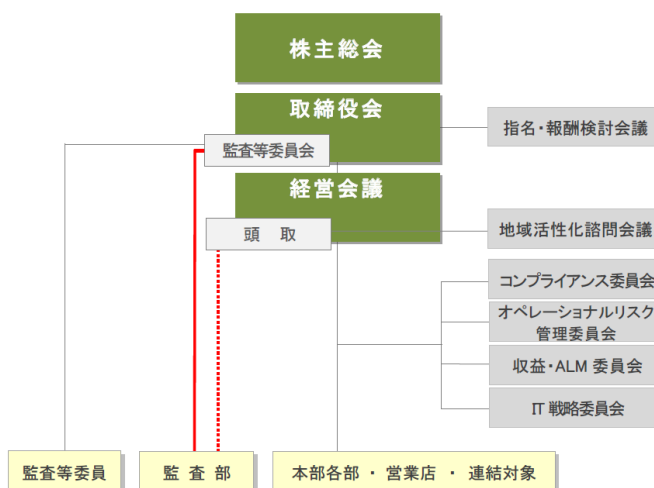 株主総会
取締役会
指名・報酬検討会議
監査等委員会
経営会議
頭 取
地域活性化諮問会議
コンプライアンス委員会
オペレーショナルリスク
管理委員会
収益・ALM 委員会
IT 戦略委員会
監査等委員
監 査 部
本部各部 ・ 営業店 ・ 連結対象